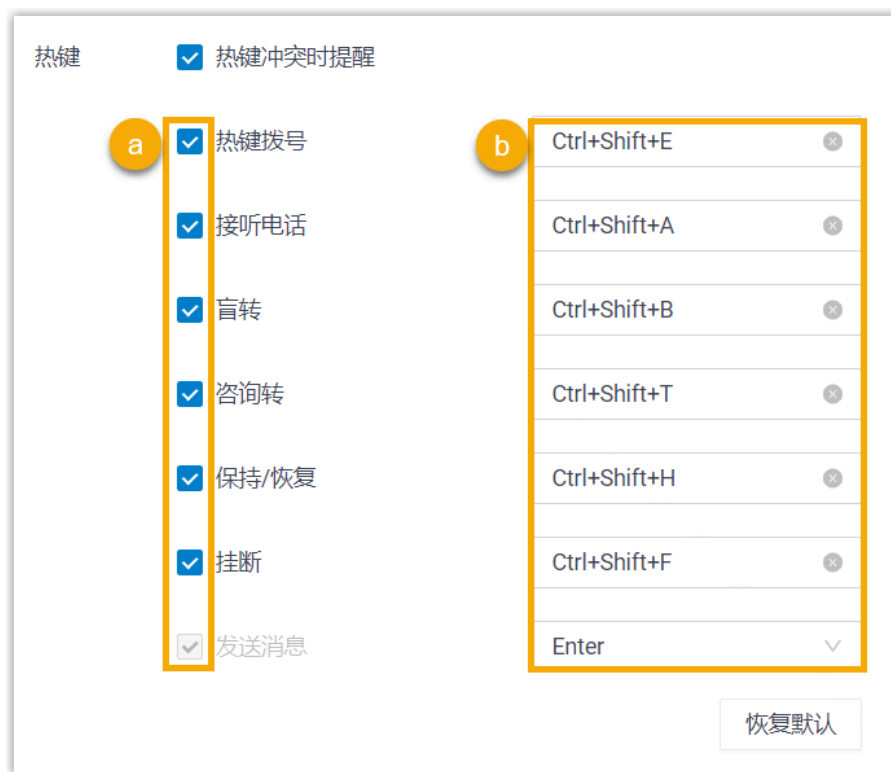 热键 热键冲突时提醒
a 热键拨号 b Ctrl+Shift+E
接听电话 Ctrl+Shift+A
盲转 Ctrl+Shift+B
咨询转 Ctrl+Shift+T
保持/恢复 Ctrl+Shift+H
挂断 Ctrl+Shift+F
发送消息 Enter
恢复默认